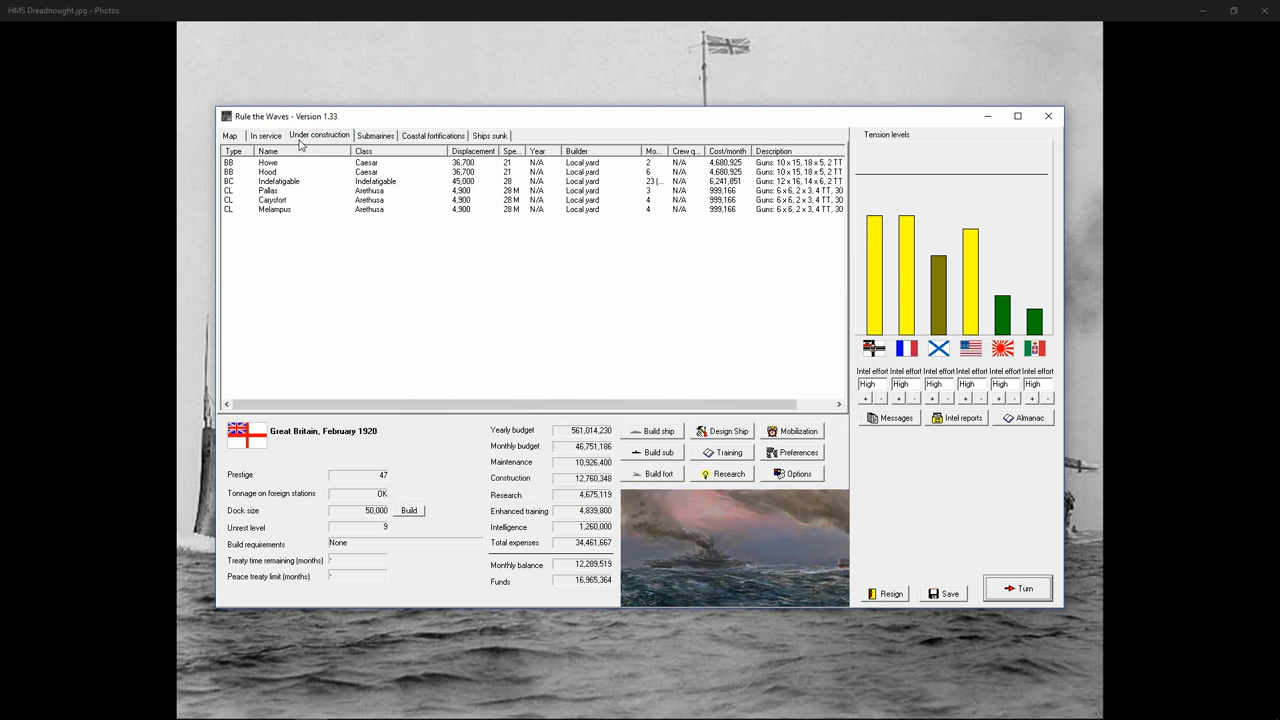 HMS Dreadnought.jpg - Photos
Rule the Waves - Version 1.33
Map In service Under construction Submarines Coastal fortifications Ships sunk
Type Name Class Displacement Spe... Year Builder Mo... Crew q... Cost/month Description
BB Howe Caesar 36,700 21 N/A Local yard 2 N/A 4,680,925 Guns: 10 x 15, 18 x 5, 2 TT
BB Hood Caesar 36,700 21 N/A Local yard 6 N/A 4,680,925 Guns: 10 x 15, 18 x 5, 2 TT
BC Indefatigable Indefatigable 45,000 28 N/A Local yard 23 (... N/A 6,241,851 Guns: 12 x 16, 14 x 6, 2 TT
CL Pallas Arethusa 4,900 28 M N/A Local yard 3 N/A 999,166 Guns: 6 x 6, 2 x 3, 4 TT, 30
CL Carysfort Arethusa 4,900 28 M N/A Local yard 4 N/A 999,166 Guns: 6 x 6, 2 x 3, 4 TT, 30
CL Melampus Arethusa 4,900 28 M N/A Local yard 4 N/A 999,166 Guns: 6 x 6, 2 x 3, 4 TT, 30
Tension levels
Intel effort Intel effort Intel effort Intel effort Intel effort Intel effort
High High High High High High
+ - + - + - + - + - + -
Messages Intel reports Almanac
Great Britain, February 1920
Prestige 47
Tonnage on foreign stations OK
Dock size 50,000 Build
Unrest level 9
Build requirements None
Treaty time remaining (months) -
Peace treaty limit (months) -
Yearly budget 561,014,230
Monthly budget 46,751,186
Maintenance 10,926,400
Construction 12,760,348
Research 4,675,119
Enhanced training 4,839,800
Intelligence 1,260,000
Total expenses 34,461,667
Monthly balance 12,289,519
Funds 16,965,364
Build ship Design Ship Mobilization
Build sub Training Preferences
Build fort Research Options
Resign Save Turn